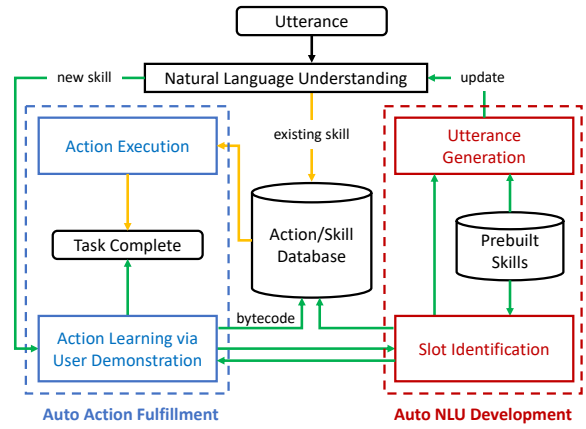 Utterance
new skill
Natural Language Understanding
update
existing skill
Action Execution
Utterance
Generation
Task Complete
Action/Skill
Database
Prebuilt
Skills
bytecode
Action Learning via
User Demonstration
Slot Identification
Auto Action Fulfillment
Auto NLU Development